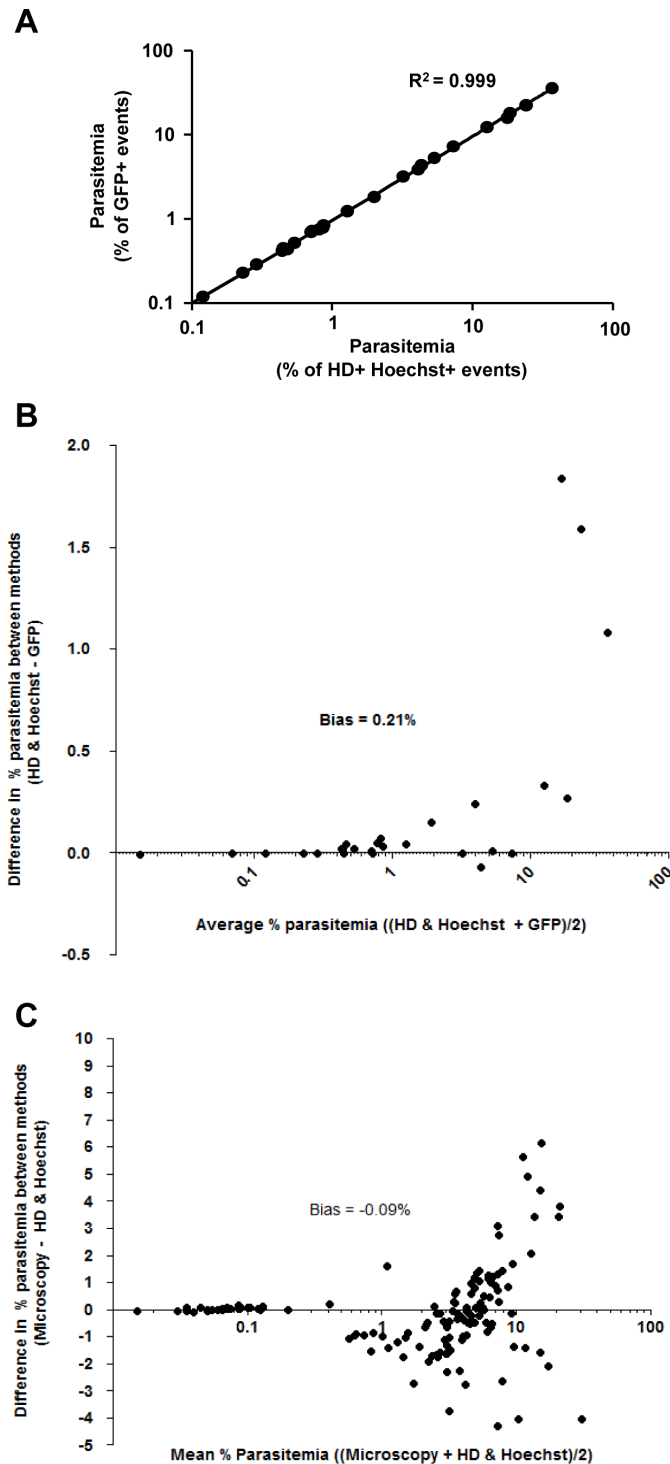 A
R² = 0.999
Parasitemia
(% of GFP+ events)
100
10
1
0.1
0.1
1
10
100
Parasitemia
(% of HD+ Hoechst+ events)
B
Difference in % parasitemia between methods
(HD & Hoechst - GFP)
2.0
1.5
1.0
0.5
0.0
-0.5
Bias = 0.21%
0.1
1
10
100
Average % parasitemia ((HD & Hoechst + GFP)/2)
C
Difference in % parasitemia between methods
(Microscopy - HD & Hoechst)
10
9
8
7
6
5
4
3
2
1
0
-1
-2
-3
-4
-5
Bias = -0.09%
0.1
1
10
100
Mean % Parasitemia ((Microscopy + HD & Hoechst)/2)